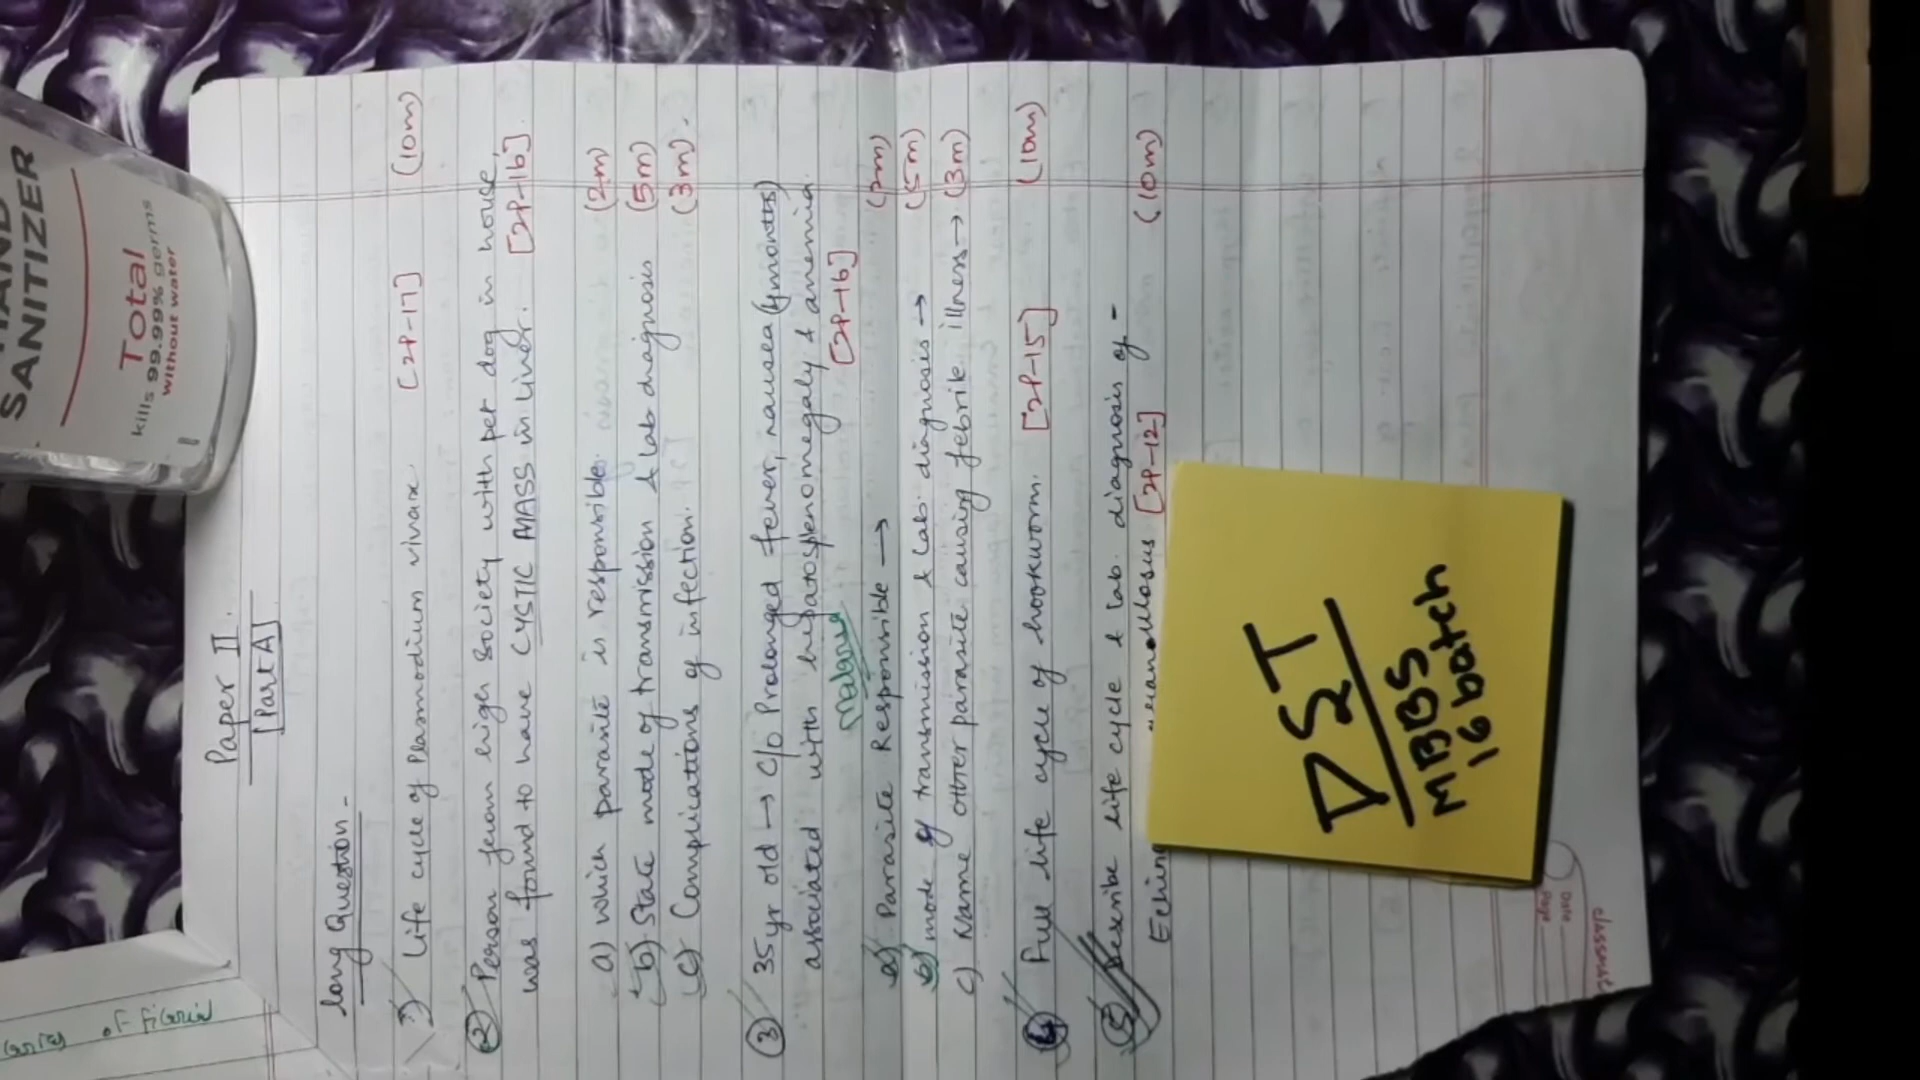 Paper II.
[Part A]
long Question -
1) Life cycle of Plasmodium vivax. [2P-17] (10m)
2) Person from higer society with pet dog in house,
was found to have CYSTIC MASS in liver. [2P-16]
a) which parasite is responsible. (2m)
b) State mode of transmission & lab diagnosis (5m)
c) Complications of infection. (3m).
3) 35yr old → c/o Prolonged fever, nausea (4 months)
associated with hepatosplenomegaly & anemia.
[2P-16]
a) Parasite Responsible → (2m)
b) mode of transmission & lab. diagnosis → (5m)
c) Name other parasite causing febrile illness → (3m)
4) Full life cycle of hookworm. [2P-15] (10m)
5) Describe life cycle & lab. diagnosis of - (10m)
[2P-12]
HAND
SANITIZER
Total
kills 99.99% germs
without water
of Filaria
DST
MBBS
16 batch
classmate
Date
Page